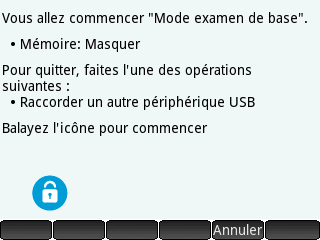 Vous allez commencer "Mode examen de base".
• Mémoire: Masquer
Pour quitter, faites l'une des opérations
suivantes :
• Raccorder un autre périphérique USB
Balayez l'icône pour commencer
Annuler